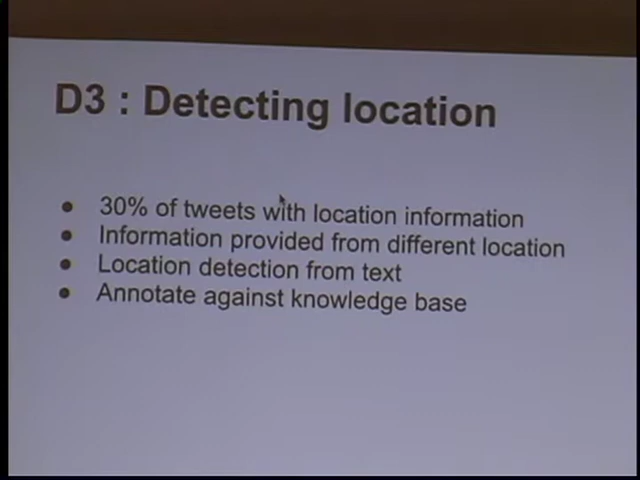 D3 : Detecting location
● 30% of tweets with location information
● Information provided from different location
● Location detection from text
● Annotate against knowledge base